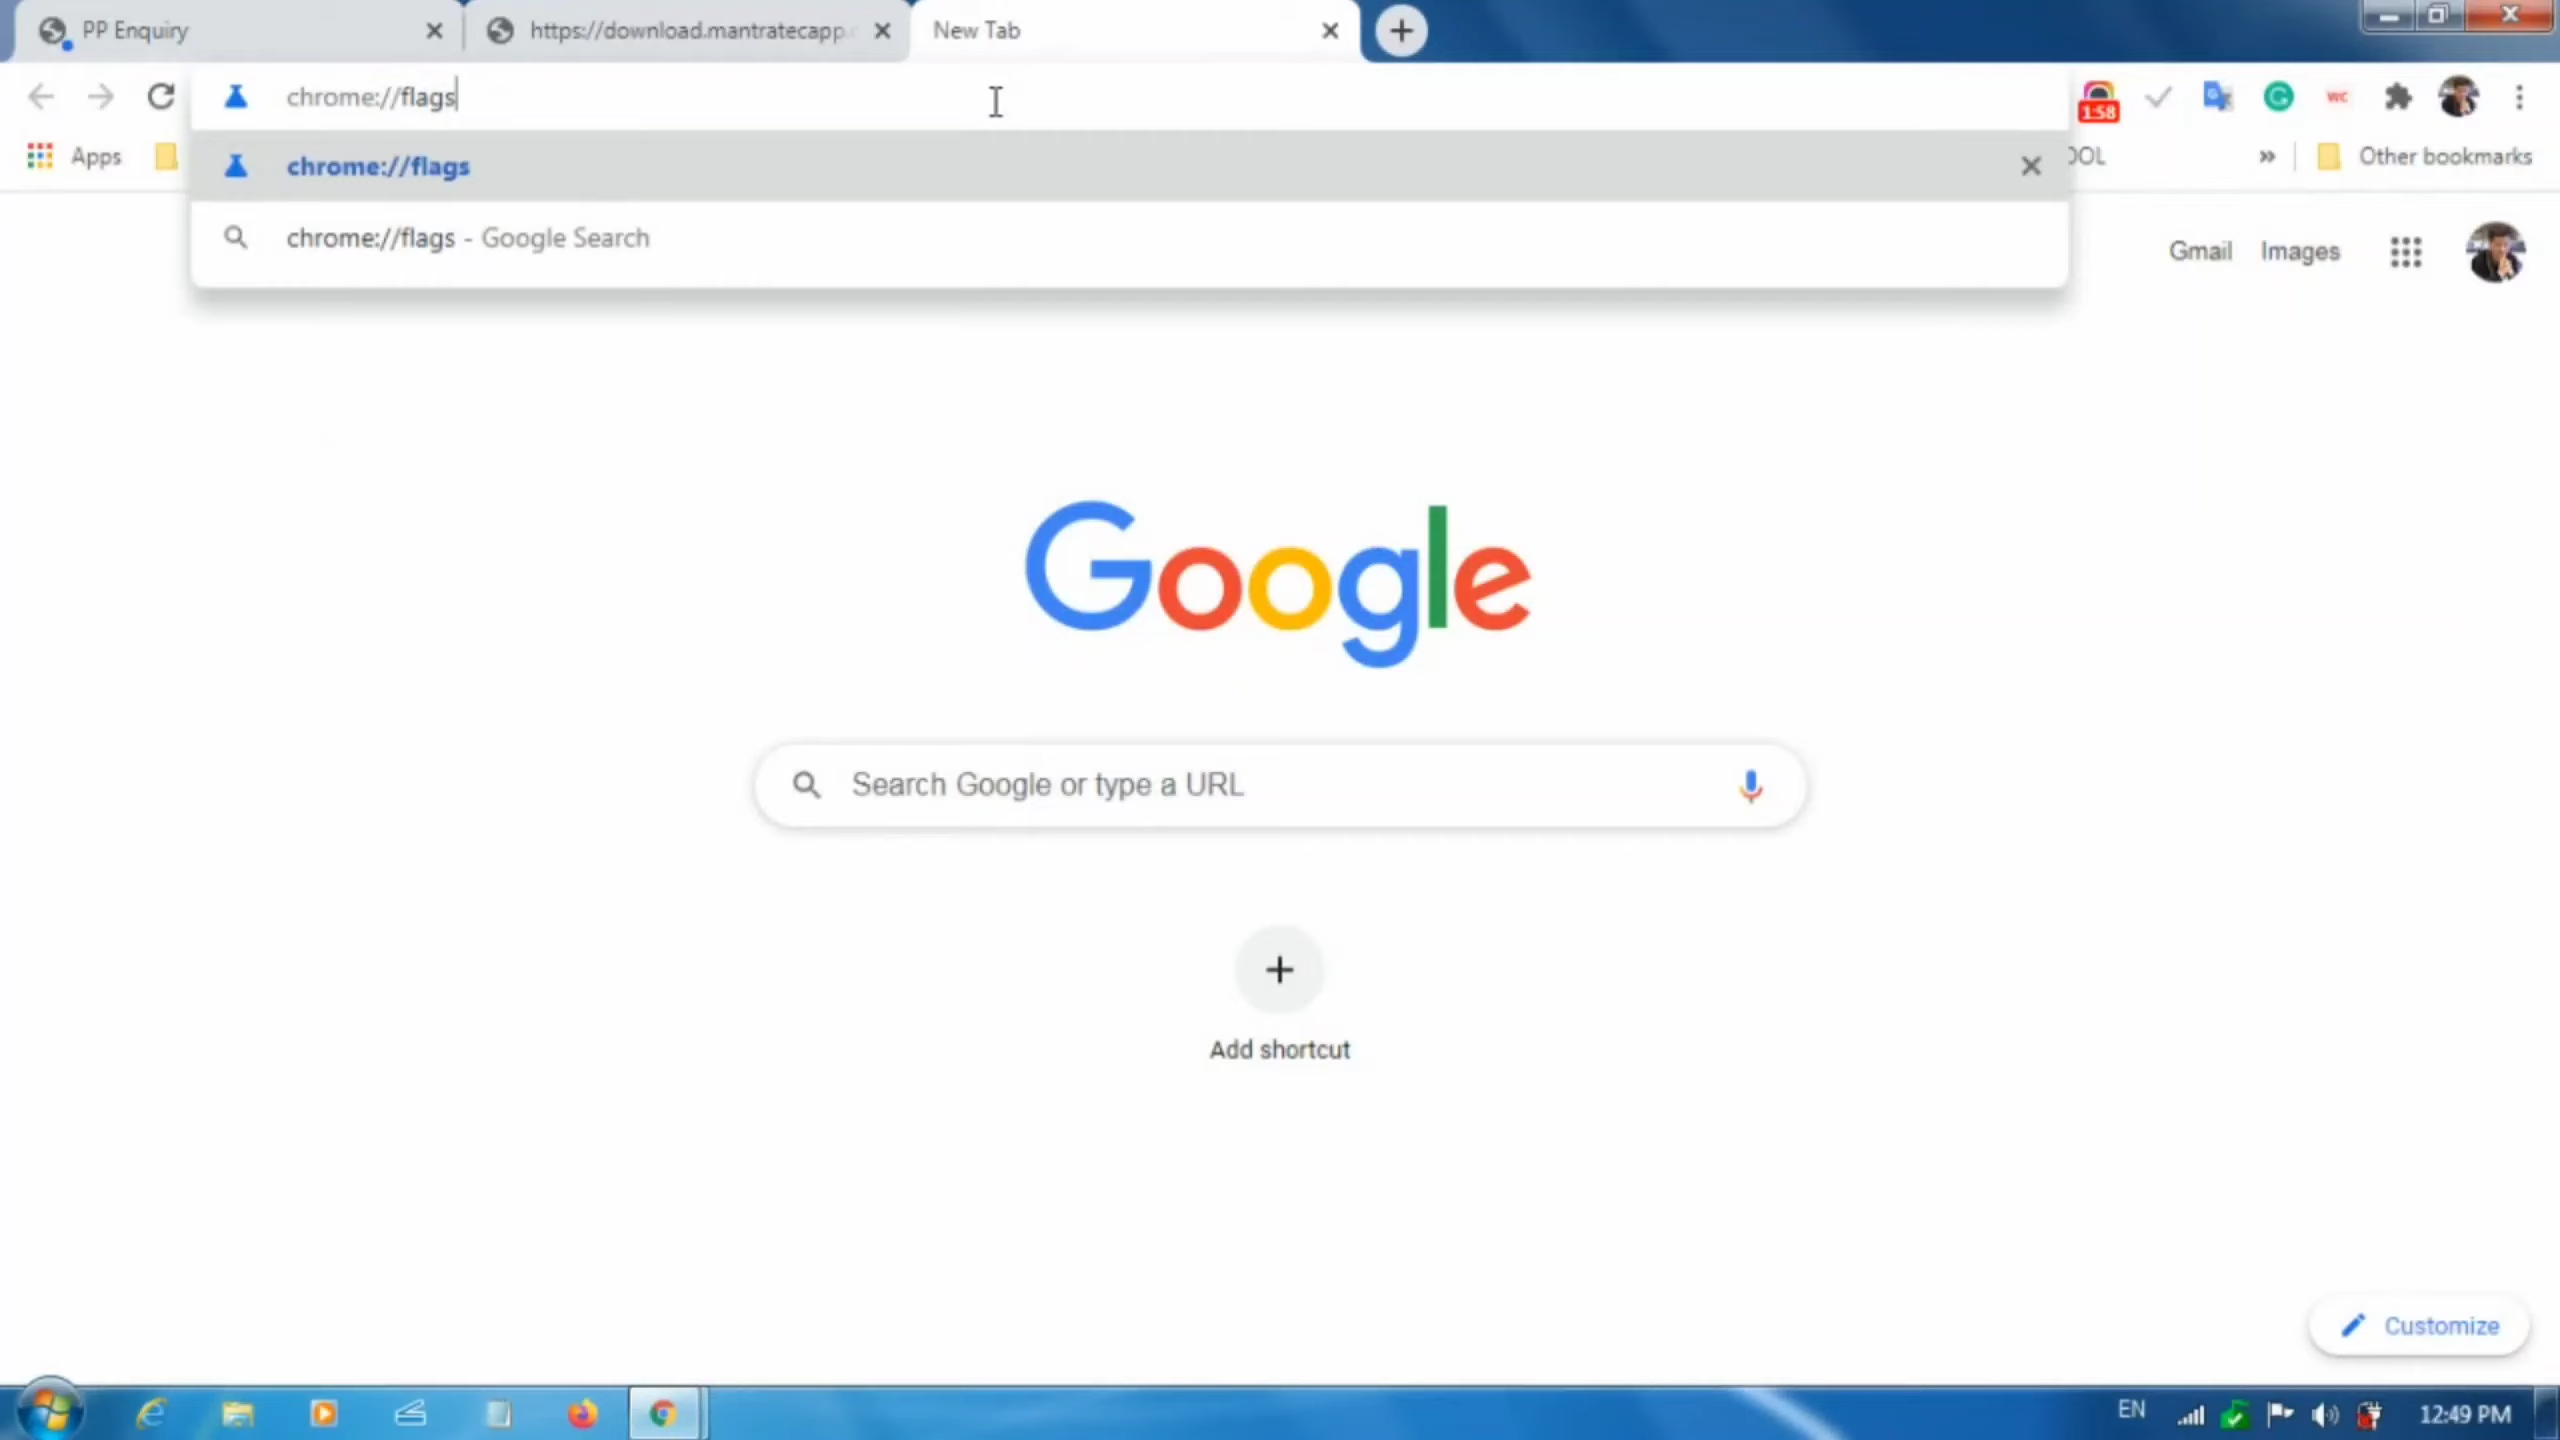 PP Enquiry
https://download.mantratecapp.
New Tab
chrome://flags
1:58
WC
Apps
chrome://flags
Other bookmarks
chrome://flags - Google Search
Gmail
Images
Google
Search Google or type a URL
Add shortcut
Customize
EN
12:49 PM